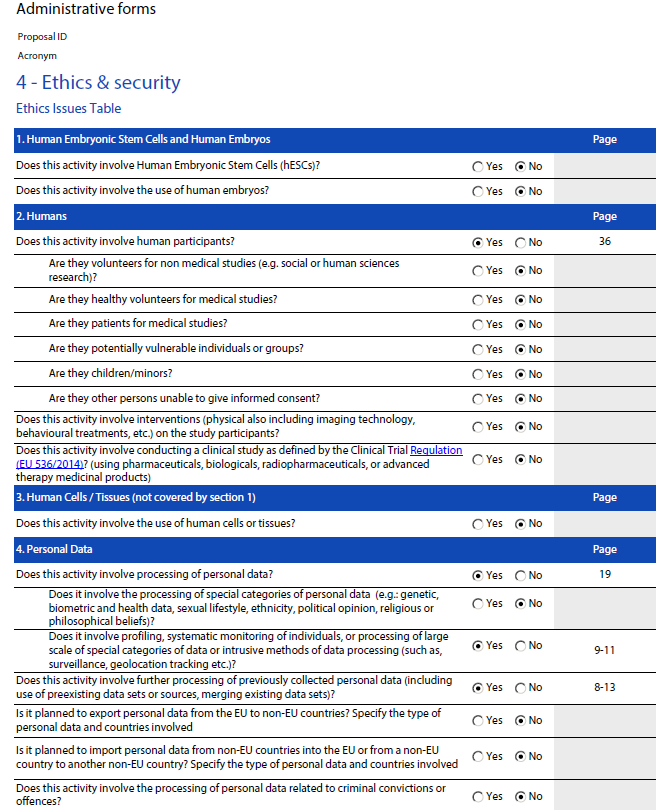 Administrative forms
Proposal ID
Acronym
4 - Ethics & security
Ethics Issues Table
1. Human Embryonic Stem Cells and Human Embryos Page
Does this activity involve Human Embryonic Stem Cells (hESCs)? Yes No
Does this activity involve the use of human embryos? Yes No
2. Humans Page
Does this activity involve human participants? Yes No 36
Are they volunteers for non medical studies (e.g. social or human sciences
research)? Yes No
Are they healthy volunteers for medical studies? Yes No
Are they patients for medical studies? Yes No
Are they potentially vulnerable individuals or groups? Yes No
Are they children/minors? Yes No
Are they other persons unable to give informed consent? Yes No
Does this activity involve interventions (physical also including imaging technology,
behavioural treatments, etc.) on the study participants? Yes No
Does this activity involve conducting a clinical study as defined by the Clinical Trial Regulation
(EU 536/2014)? (using pharmaceuticals, biologicals, radiopharmaceuticals, or advanced
therapy medicinal products) Yes No
3. Human Cells / Tissues (not covered by section 1) Page
Does this activity involve the use of human cells or tissues? Yes No
4. Personal Data Page
Does this activity involve processing of personal data? Yes No 19
Does it involve the processing of special categories of personal data (e.g.: genetic,
biometric and health data, sexual lifestyle, ethnicity, political opinion, religious or
philosophical beliefs)? Yes No
Does it involve profiling, systematic monitoring of individuals, or processing of large
scale of special categories of data or intrusive methods of data processing (such as,
surveillance, geolocation tracking etc.)? Yes No 9-11
Does this activity involve further processing of previously collected personal data (including
use of preexisting data sets or sources, merging existing data sets)? Yes No 8-13
Is it planned to export personal data from the EU to non-EU countries? Specify the type of
personal data and countries involved Yes No
Is it planned to import personal data from non-EU countries into the EU or from a non-EU
country to another non-EU country? Specify the type of personal data and countries involved Yes No
Does this activity involve the processing of personal data related to criminal convictions or
offences? Yes No